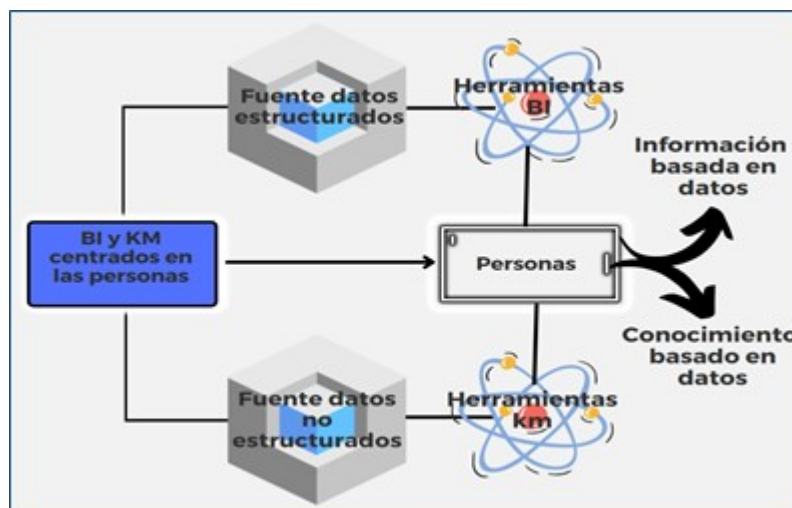 Fuente datos
estructurados
Herramientas
BI
Información
basada en
datos
BI y KM
centrados en
las personas
Personas
Conocimiento
basado en
datos
Fuente datos
no
estructurados
Herramientas
km